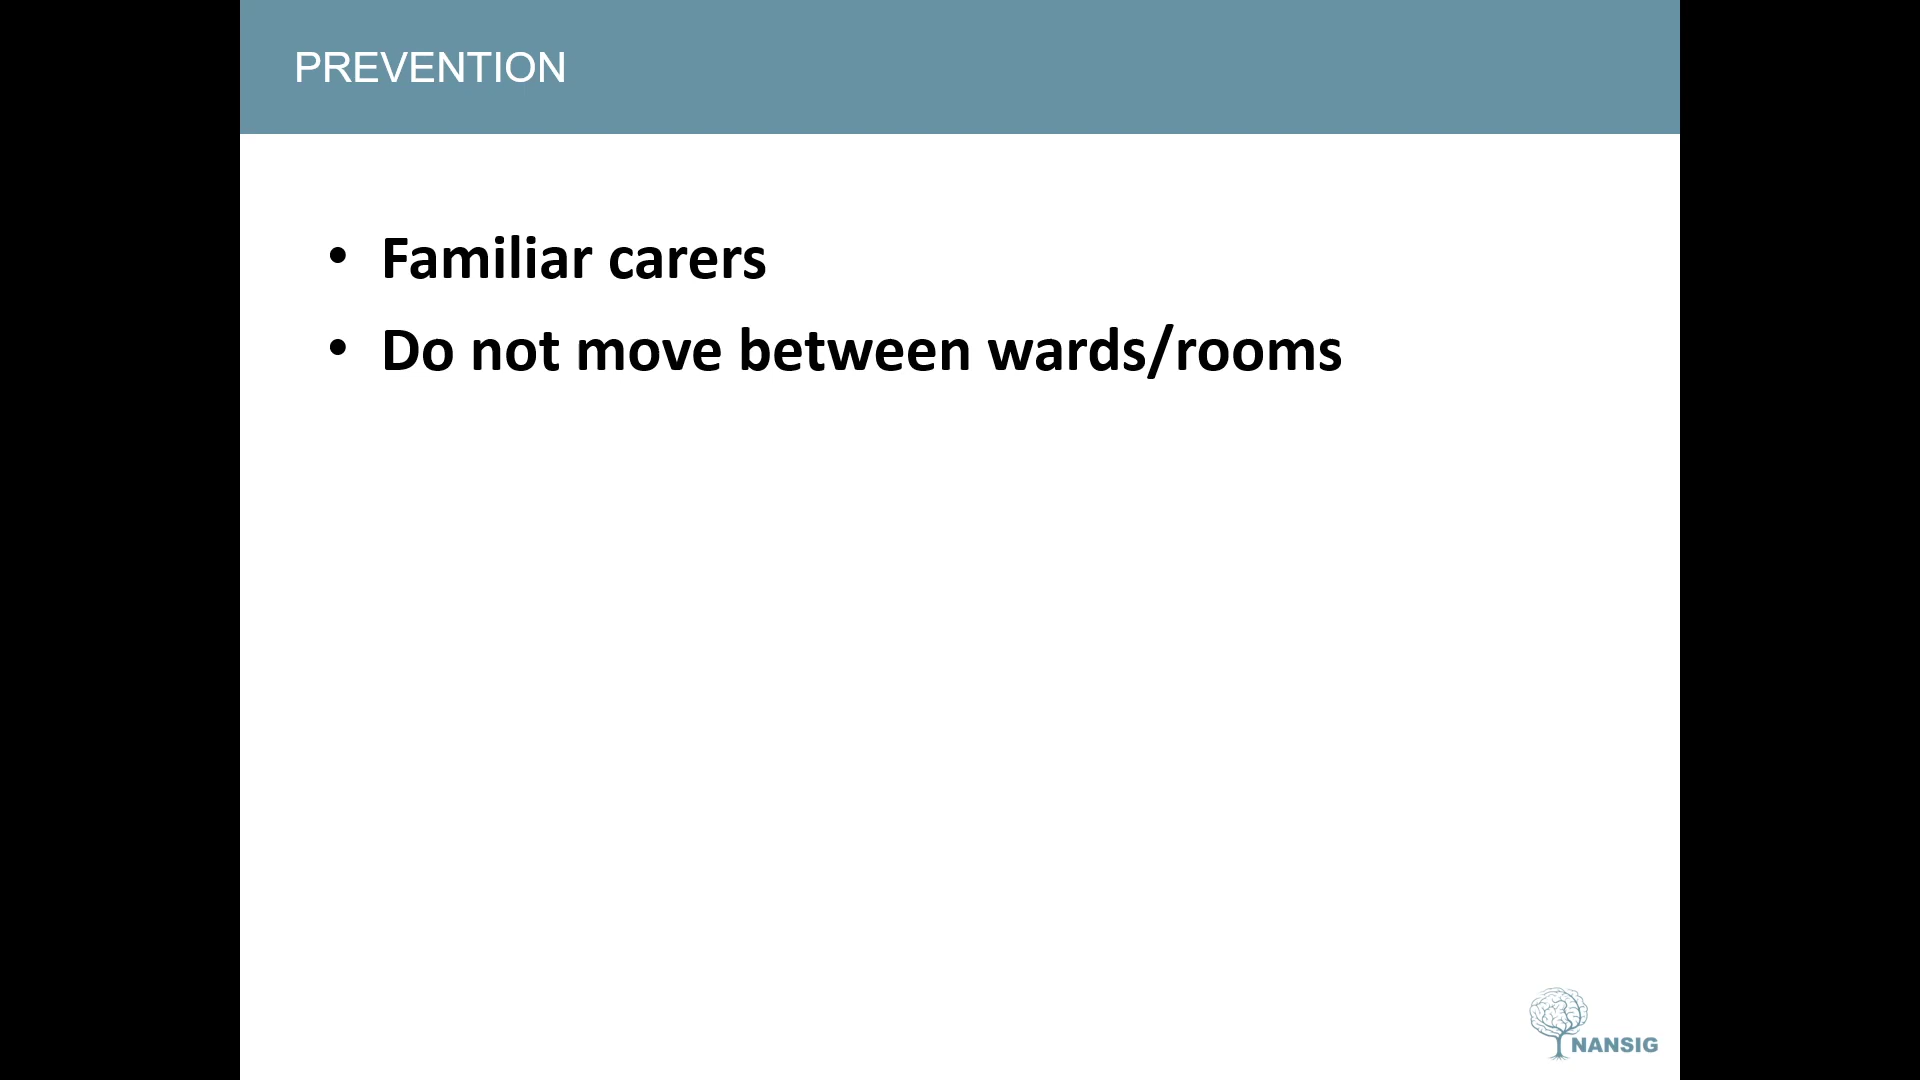 PREVENTION
• Familiar carers
• Do not move between wards/rooms
NANSIG